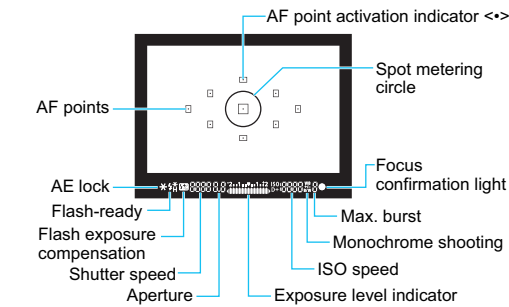 AF point activation indicator <•>
Spot metering
circle
AF points
Focus
confirmation light
AE lock
Flash-ready
Max. burst
Flash exposure
compensation
Monochrome shooting
Shutter speed
ISO speed
Aperture
Exposure level indicator